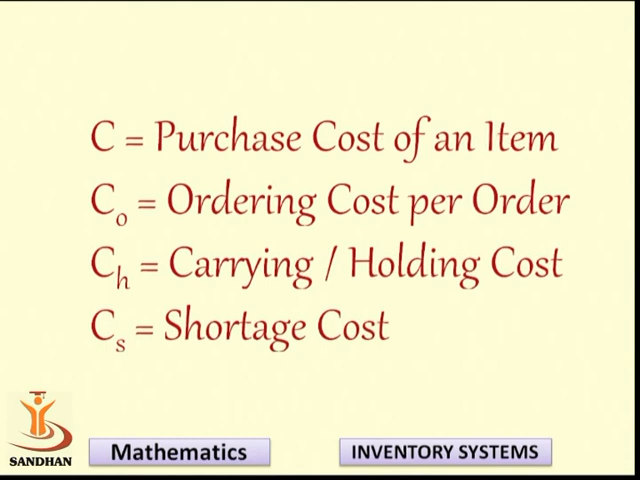 C = Purchase Cost of an Item
Cₒ = Ordering Cost per Order
Cₕ = Carrying / Holding Cost
Cₛ = Shortage Cost
SANDHAN
Mathematics
INVENTORY SYSTEMS